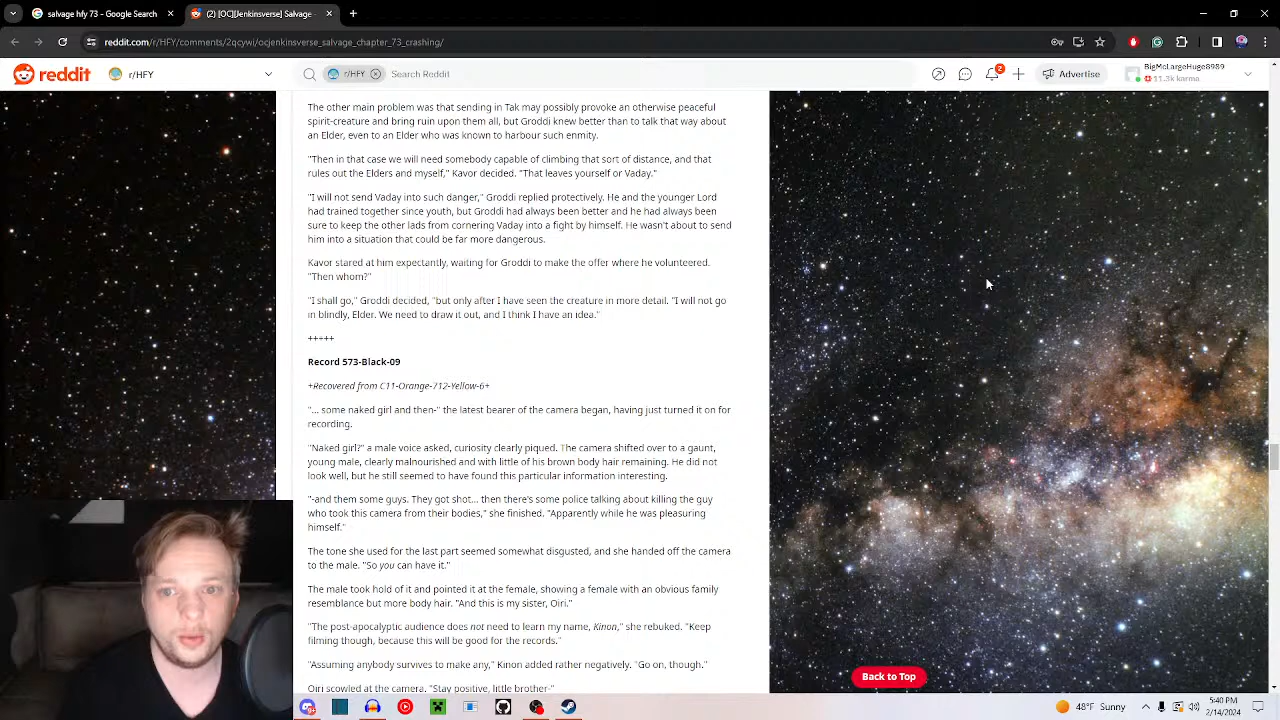 salvage hfy 73 - Google Search
(2) [OC][Jenkinsverse] Salvage -
reddit.com/r/HFY/comments/2qcywi/ocjenkinsverse_salvage_chapter_73_crashing/
reddit
r/HFY
r/HFY
Search Reddit
2
Advertise
BigMcLargeHuge8989
11.3k karma
The other main problem was that sending in Tak may possibly provoke an otherwise peaceful
spirit-creature and bring ruin upon them all, but Groddi knew better than to talk that way about
an Elder, even to an Elder who was known to harbour such enmity.
"Then in that case we will need somebody capable of climbing that sort of distance, and that
rules out the Elders and myself," Kavor decided. "That leaves yourself or Vaday."
"I will not send Vaday into such danger," Groddi replied protectively. He and the younger Lord
had trained together since youth, but Groddi had always been better and he had always been
sure to keep the other lads from cornering Vaday into a fight by himself. He wasn't about to send
him into a situation that could be far more dangerous.
Kavor stared at him expectantly, waiting for Groddi to make the offer where he volunteered.
"Then whom?"
"I shall go," Groddi decided, "but only after I have seen the creature in more detail. "I will not go
in blindly, Elder. We need to draw it out, and I think I have an idea."
+++++
Record 573-Black-09
+Recovered from C11-Orange-712-Yellow-6+
"... some naked girl and then-" the latest bearer of the camera began, having just turned it on for
recording.
"Naked girl?" a male voice asked, curiosity clearly piqued. The camera shifted over to a gaunt,
young male, clearly malnourished and with little of his brown body hair remaining. He did not
look well, but he still seemed to have found this particular information interesting.
"-and them some guys. They got shot... then there's some police talking about killing the guy
who took this camera from their bodies," she finished. "Apparently while he was pleasuring
himself."
The tone she used for the last part seemed somewhat disgusted, and she handed off the camera
to the male. "So you can have it."
The male took hold of it and pointed it at the female, showing a female with an obvious family
resemblance but more body hair. "And this is my sister, Oiri."
"The post-apocalyptic audience does not need to learn my name, Kinon," she rebuked. "Keep
filming though, because this will be good for the records."
"Assuming anybody survives to make any," Kinon added rather negatively. "Go on, though."
Oiri scowled at the camera. "Stay positive, little brother-"
Back to Top
48°F Sunny
5:40 PM
2/14/2024